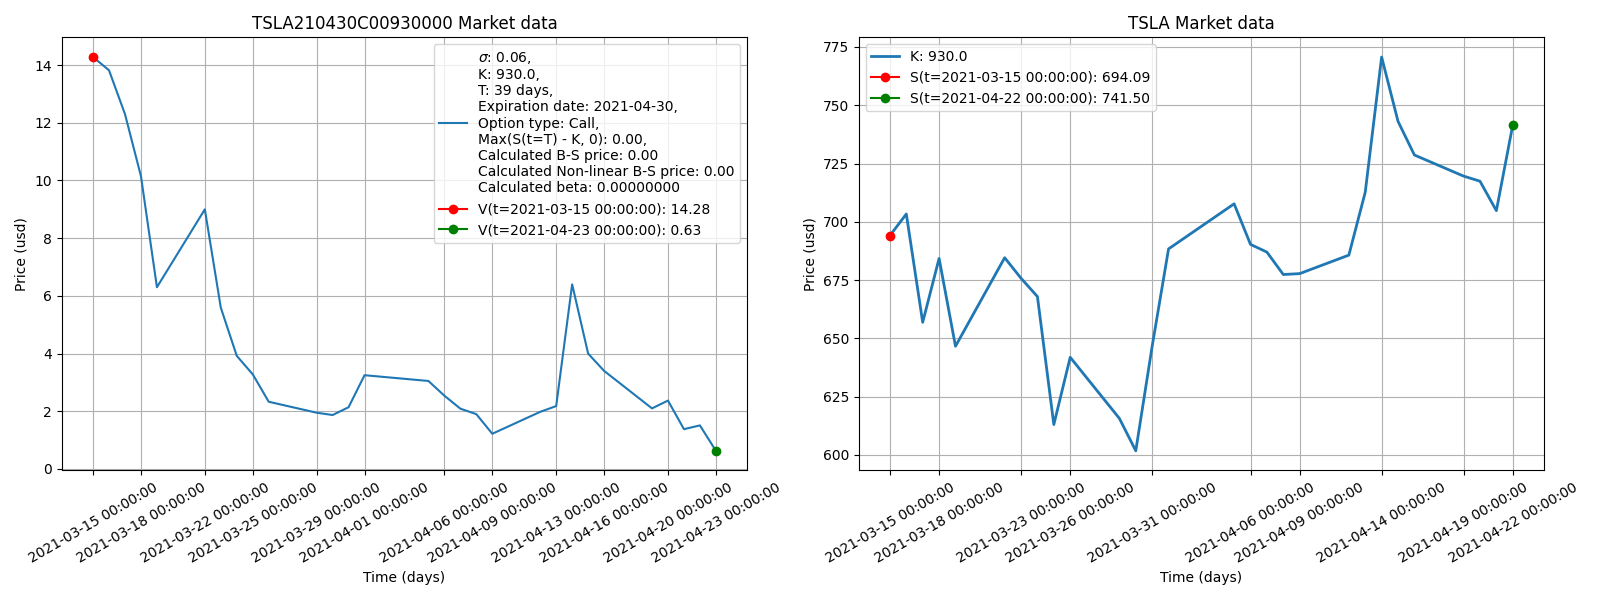 TSLA210430C00930000 Market data
Price (usd)
14
12
10
8
6
4
2
0
σ: 0.06,
K: 930.0,
T: 39 days,
Expiration date: 2021-04-30,
Option type: Call,
Max(S(t=T) - K, 0): 0.00,
Calculated B-S price: 0.00
Calculated Non-linear B-S price: 0.00
Calculated beta: 0.00000000
V(t=2021-03-15 00:00:00): 14.28
V(t=2021-04-23 00:00:00): 0.63
2021-03-15 00:00:00
2021-03-18 00:00:00
2021-03-22 00:00:00
2021-03-25 00:00:00
2021-03-29 00:00:00
2021-04-01 00:00:00
2021-04-06 00:00:00
2021-04-09 00:00:00
2021-04-13 00:00:00
2021-04-16 00:00:00
2021-04-20 00:00:00
2021-04-23 00:00:00
Time (days)
TSLA Market data
Price (usd)
775
750
725
700
675
650
625
600
K: 930.0
S(t=2021-03-15 00:00:00): 694.09
S(t=2021-04-22 00:00:00): 741.50
2021-03-15 00:00:00
2021-03-18 00:00:00
2021-03-23 00:00:00
2021-03-26 00:00:00
2021-03-31 00:00:00
2021-04-06 00:00:00
2021-04-09 00:00:00
2021-04-14 00:00:00
2021-04-19 00:00:00
2021-04-22 00:00:00
Time (days)